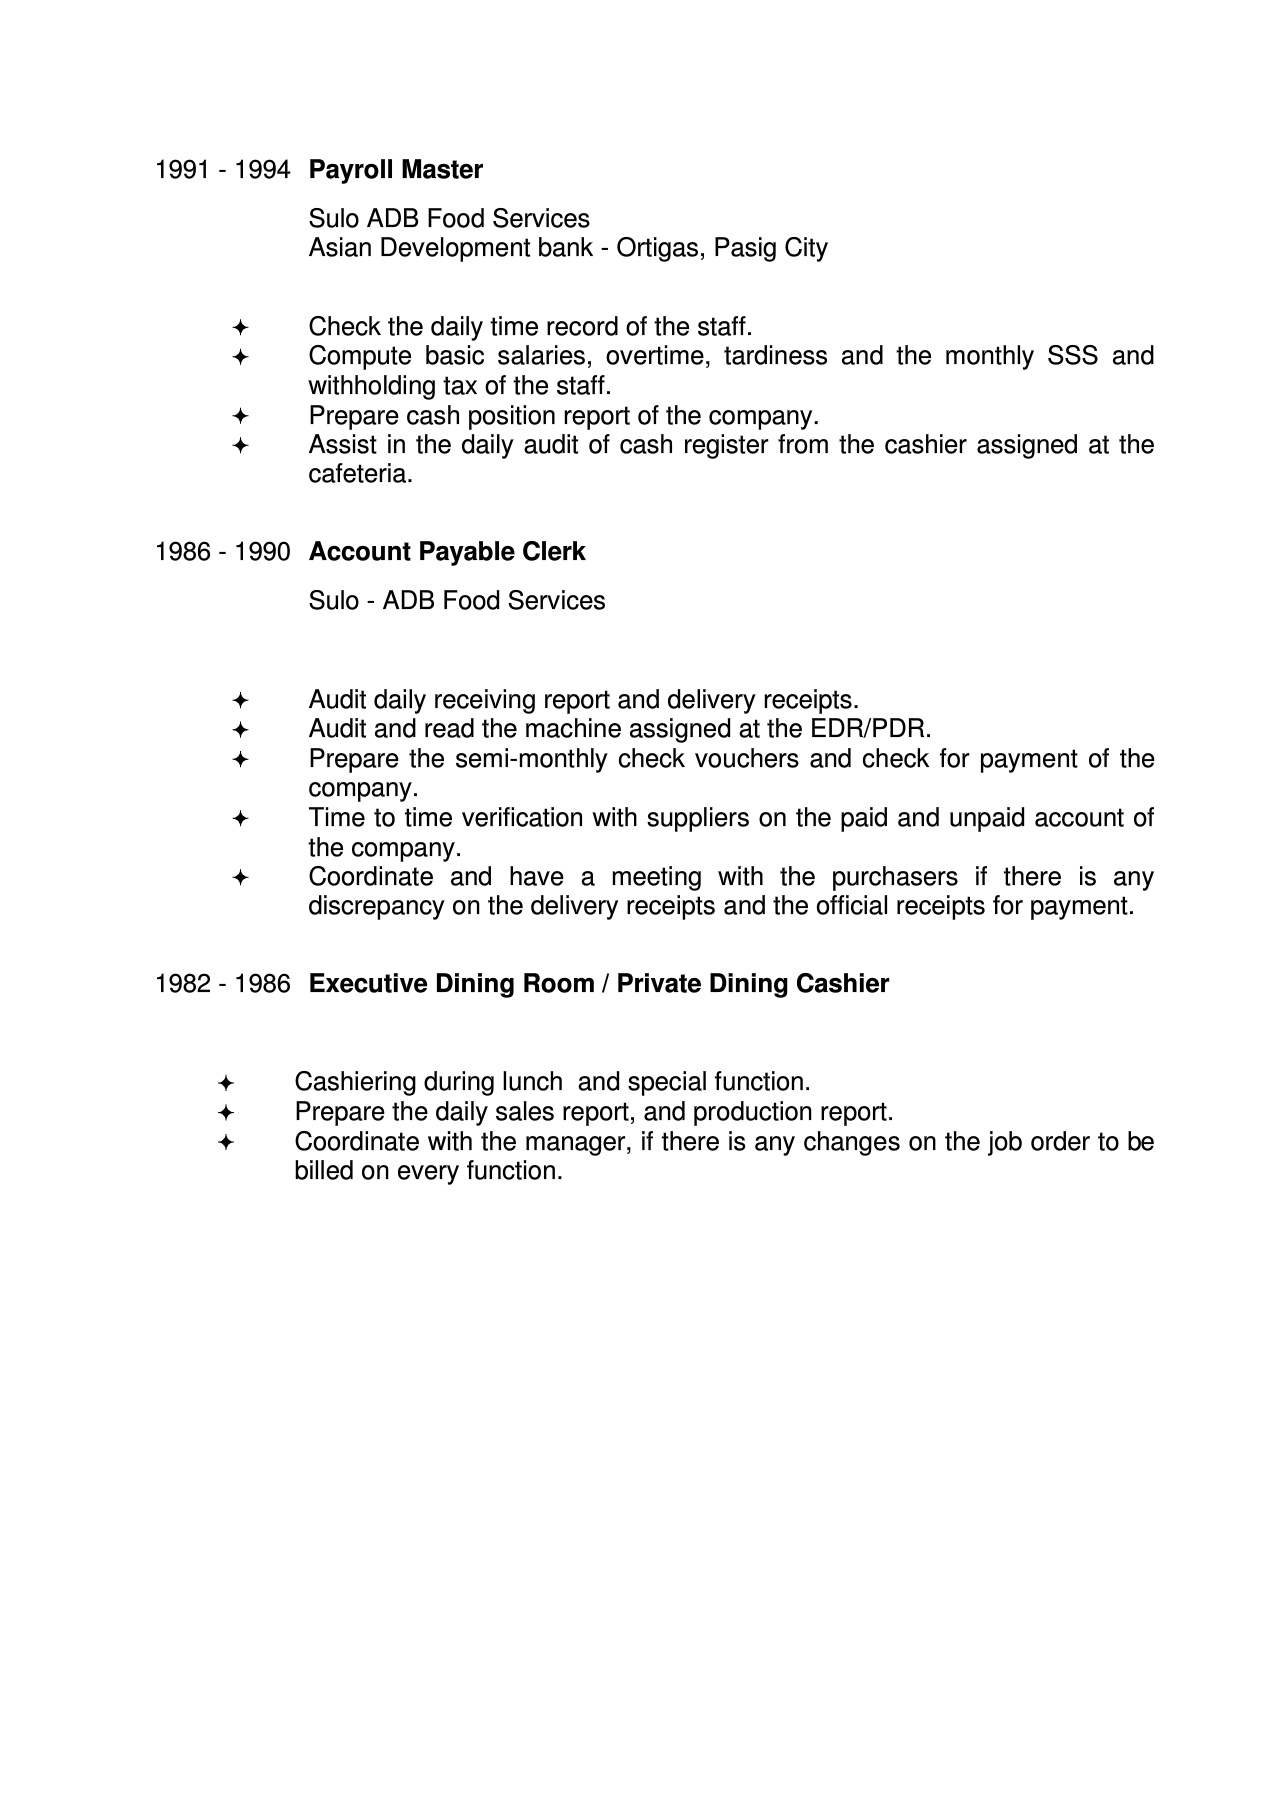 1991 - 1994 Payroll Master
Sulo ADB Food Services
Asian Development bank - Ortigas, Pasig City
✦ Check the daily time record of the staff.
✦ Compute basic salaries, overtime, tardiness and the monthly SSS and
withholding tax of the staff.
✦ Prepare cash position report of the company.
✦ Assist in the daily audit of cash register from the cashier assigned at the
cafeteria.
1986 - 1990 Account Payable Clerk
Sulo - ADB Food Services
✦ Audit daily receiving report and delivery receipts.
✦ Audit and read the machine assigned at the EDR/PDR.
✦ Prepare the semi-monthly check vouchers and check for payment of the
company.
✦ Time to time verification with suppliers on the paid and unpaid account of
the company.
✦ Coordinate and have a meeting with the purchasers if there is any
discrepancy on the delivery receipts and the official receipts for payment.
1982 - 1986 Executive Dining Room / Private Dining Cashier
✦ Cashiering during lunch  and special function.
✦ Prepare the daily sales report, and production report.
✦ Coordinate with the manager, if there is any changes on the job order to be
billed on every function.